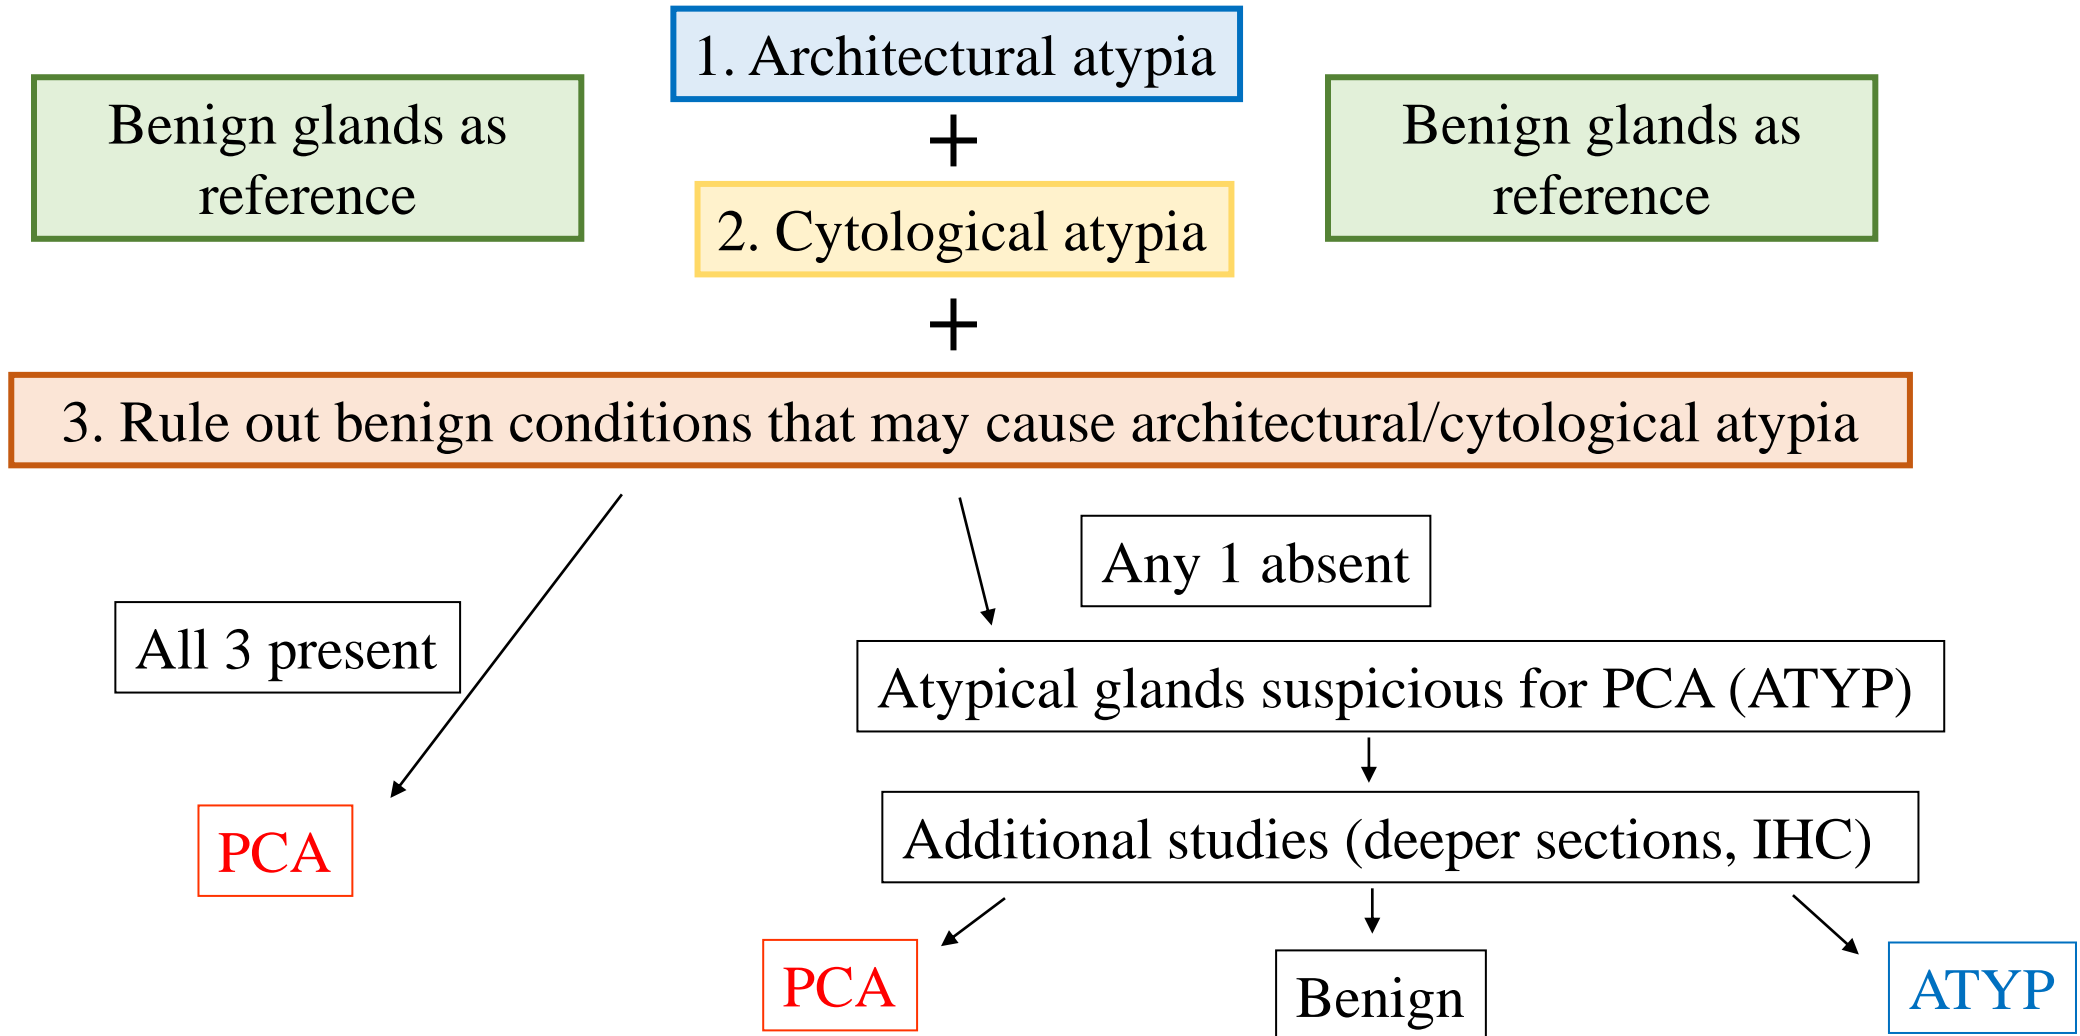 1. Architectural atypia
Benign glands as
reference
+
Benign glands as
reference
2. Cytological atypia
+
3. Rule out benign conditions that may cause architectural/cytological atypia
Any 1 absent
All 3 present
Atypical glands suspicious for PCA (ATYP)
PCA
Additional studies (deeper sections, IHC)
PCA
Benign
ATYP